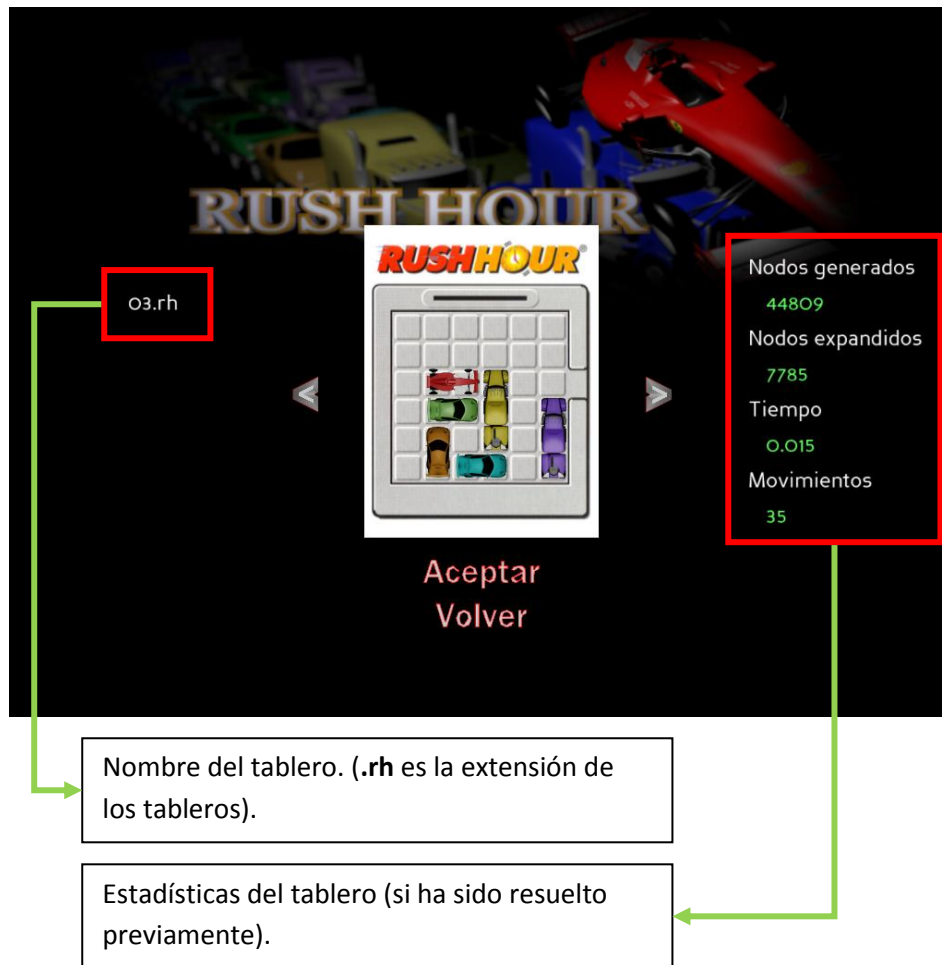 RUSH HOUR
RUSHHOUR
03.rh
<
>
Nodos generados
44809
Nodos expandidos
7785
Tiempo
0.015
Movimientos
35
Aceptar
Volver
Nombre del tablero. (.rh es la extensión de
los tableros).
Estadísticas del tablero (si ha sido resuelto
previamente).